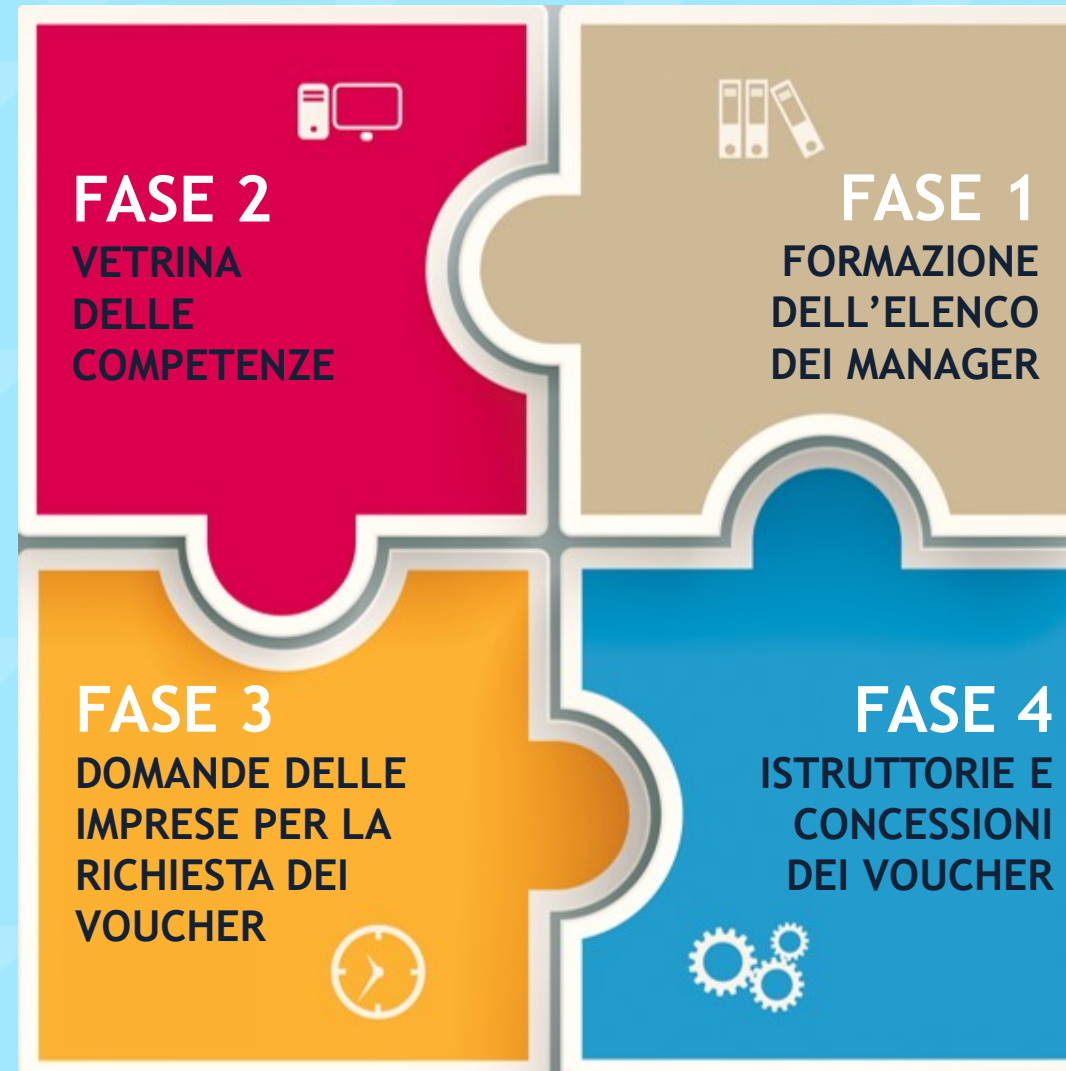 FASE 2
VETRINA
DELLE
COMPETENZE
FASE 1
FORMAZIONE
DELL’ELENCO
DEI MANAGER
FASE 3
DOMANDE DELLE
IMPRESE PER LA
RICHIESTA DEI
VOUCHER
FASE 4
ISTRUTTORIE E
CONCESSIONI
DEI VOUCHER